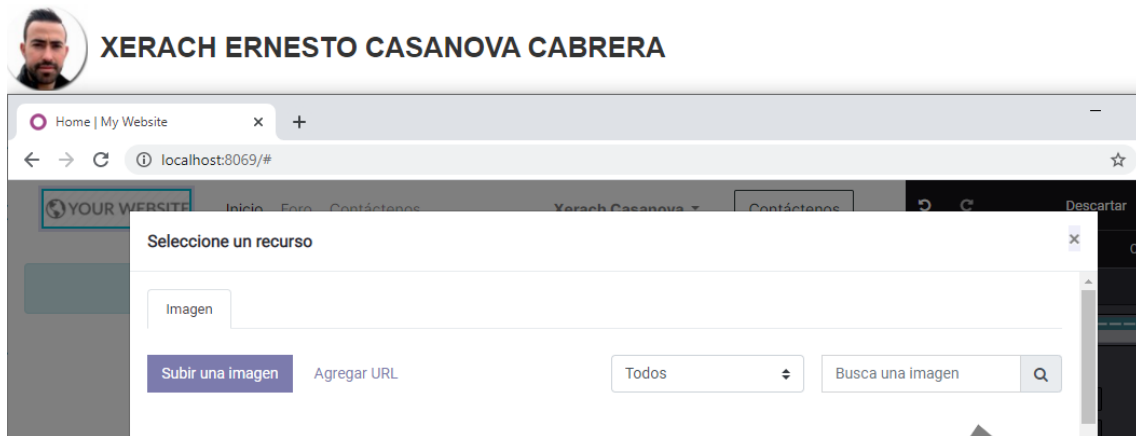 XERACH ERNESTO CASANOVA CABRERA
Home | My Website
localhost:8069/#
YOUR WEBSITE Inicio Foro Contáctenos Xerach Casanova Contáctenos Descartar
Seleccione un recurso
Imagen
Subir una imagen Agregar URL Todos Busca una imagen